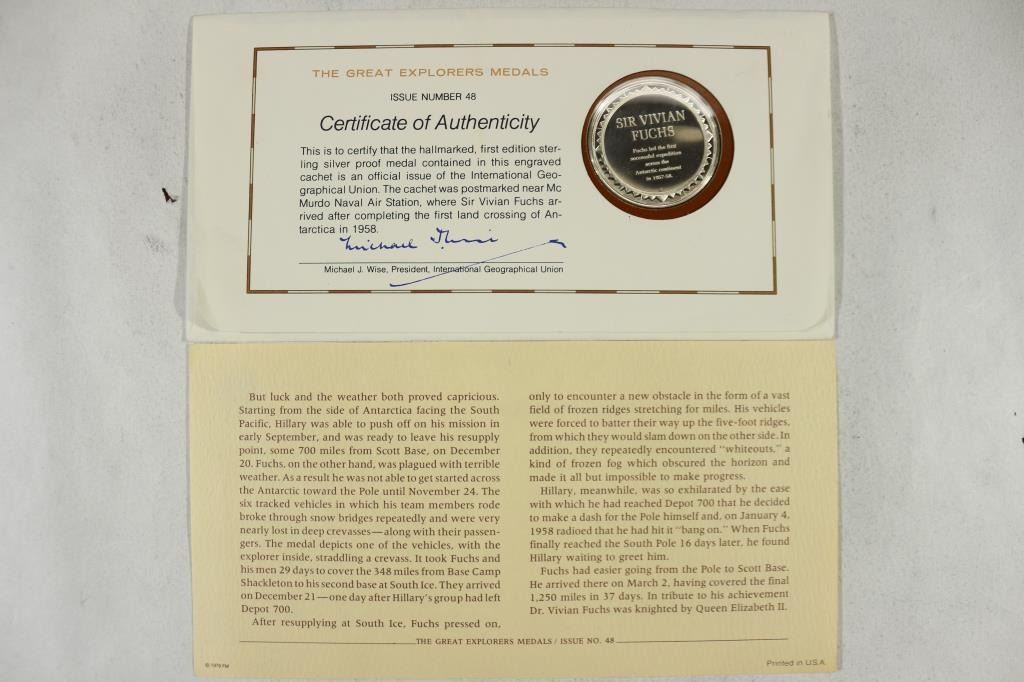 THE GREAT EXPLORERS MEDALS
ISSUE NUMBER 48
Certificate of Authenticity
This is to certify that the hallmarked, first edition ster-
ling silver proof medal contained in this engraved
cachet is an official issue of the International Geo-
graphical Union. The cachet was postmarked near Mc
Murdo Naval Air Station, where Sir Vivian Fuchs ar-
rived after completing the first land crossing of An-
tarctica in 1958.
Michael J. Wise, President, International Geographical Union
SIR VIVIAN
FUCHS
Fuchs led the first
successful expedition
across the
Antarctic continent
in 1957-58.
But luck and the weather both proved capricious.
Starting from the side of Antarctica facing the South
Pacific, Hillary was able to push off on his mission in
early September, and was ready to leave his resupply
point, some 700 miles from Scott Base, on December
20. Fuchs, on the other hand, was plagued with terrible
weather. As a result he was not able to get started across
the Antarctic toward the Pole until November 24. The
six tracked vehicles in which his team members rode
broke through snow bridges repeatedly and were very
nearly lost in deep crevasses—along with their passen-
gers. The medal depicts one of the vehicles, with the
explorer inside, straddling a crevass. It took Fuchs and
his men 29 days to cover the 348 miles from Base Camp
Shackleton to his second base at South Ice. They arrived
on December 21—one day after Hillary's group had left
Depot 700.
After resupplying at South Ice, Fuchs pressed on,
only to encounter a new obstacle in the form of a vast
field of frozen ridges stretching for miles. His vehicles
were forced to batter their way up the five-foot ridges,
from which they would slam down on the other side. In
addition, they repeatedly encountered "whiteouts," a
kind of frozen fog which obscured the horizon and
made it all but impossible to make progress.
Hillary, meanwhile, was so exhilarated by the ease
with which he had reached Depot 700 that he decided
to make a dash for the Pole himself and, on January 4,
1958 radioed that he had hit it "bang on." When Fuchs
finally reached the South Pole 16 days later, he found
Hillary waiting to greet him.
Fuchs had easier going from the Pole to Scott Base.
He arrived there on March 2, having covered the final
1,250 miles in 37 days. In tribute to his achievement
Dr. Vivian Fuchs was knighted by Queen Elizabeth II.
THE GREAT EXPLORERS MEDALS / ISSUE NO. 48
Printed in U.S.A.